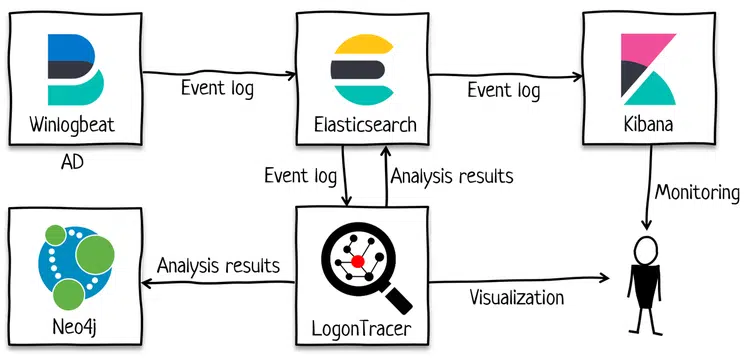 Event log
Event log
Winlogbeat
Elasticsearch
Kibana
AD
Event log
Analysis results
Monitoring
Analysis results
Visualization
Neo4j
LogonTracer